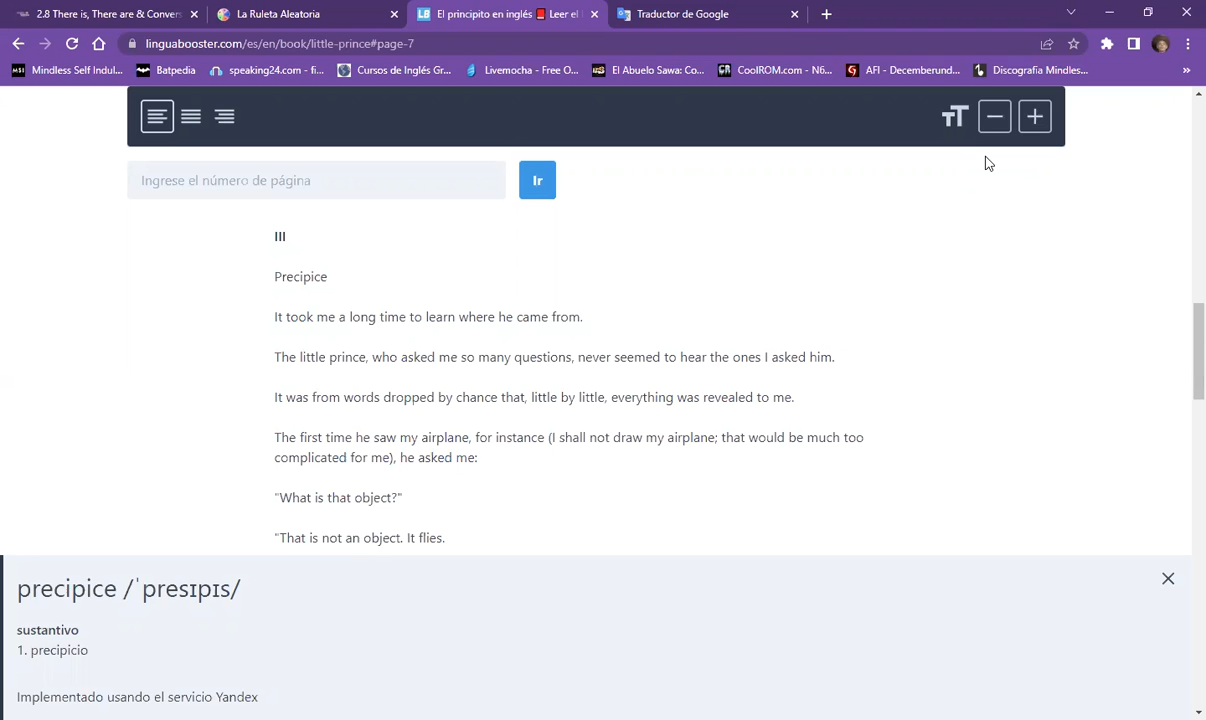 2.8 There is, There are & Conver
La Ruleta Aleatoria
El principito en inglés
Leer el
Traductor de Google
linguabooster.com/es/en/book/little-prince#page-7
Mindless Self Indul...
Batpedia
speaking24.com - fi...
Cursos de Inglés Gr...
Livemocha - Free O...
El Abuelo Sawa: Co...
CoolROM.com - N6...
AFI - Decemberund...
Discografia Mindles...
»
Ingrese el número de página
Ir
III
Precipice
It took me a long time to learn where he came from.
The little prince, who asked me so many questions, never seemed to hear the ones I asked him.
It was from words dropped by chance that, little by little, everything was revealed to me.
The first time he saw my airplane, for instance (I shall not draw my airplane; that would be much too
complicated for me), he asked me:
"What is that object?"
"That is not an object. It flies.
precipice /ˈpresɪpɪs/
sustantivo
1. precipicio
Implementado usando el servicio Yandex